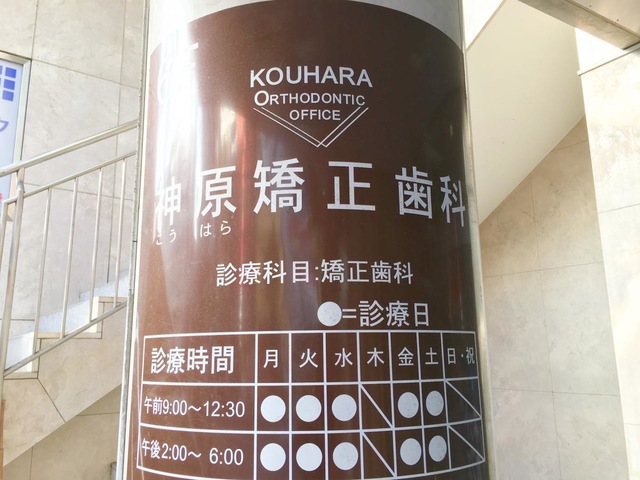 KOUHARA
ORTHODONTIC
OFFICE
神原矯正歯科
こう はら
診療科目:矯正歯科
●=診療日
診療時間 月 火 水 木 金 土 日・祝
午前9:00～12:30 ● ● ● ＼ ● ● ＼
午後2:00～ 6:00 ● ● ● ＼ ● ● ＼